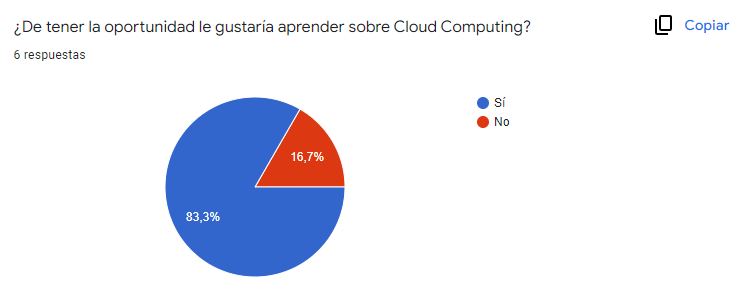 ¿De tener la oportunidad le gustaría aprender sobre Cloud Computing?
Copiar
6 respuestas
Sí
No
16,7%
83,3%